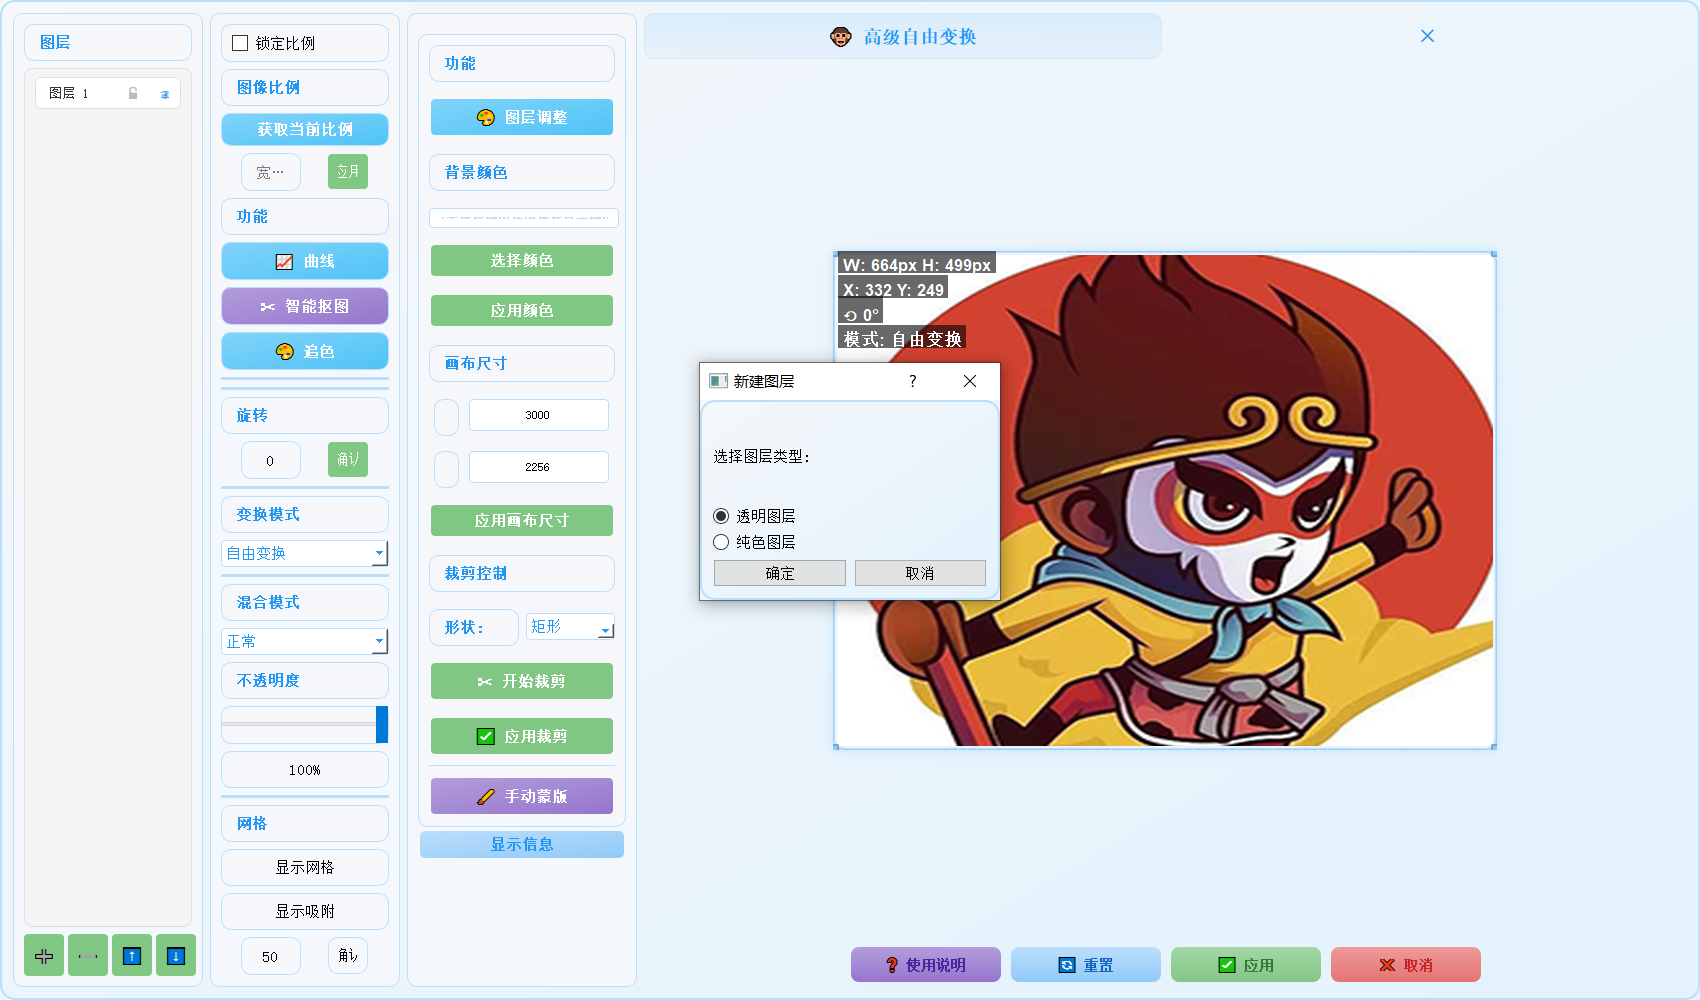 图层
图层 1
锁定比例
图像比例
获取当前比例
宽…
应用
功能
曲线
智能抠图
追色
旋转
0
确认
变换模式
自由变换
混合模式
正常
不透明度
100%
网格
显示网格
显示吸附
50
功能
图层调整
背景颜色
选择颜色
应用颜色
画布尺寸
3000
2256
应用画布尺寸
裁剪控制
形状:
矩形
开始裁剪
应用裁剪
手动蒙版
显示信息
高级自由变换
W: 664px H: 499px
X: 332 Y: 249
0°
模式: 自由变换
新建图层
?
选择图层类型:
透明图层
纯色图层
确定
取消
使用说明
重置
应用
取消